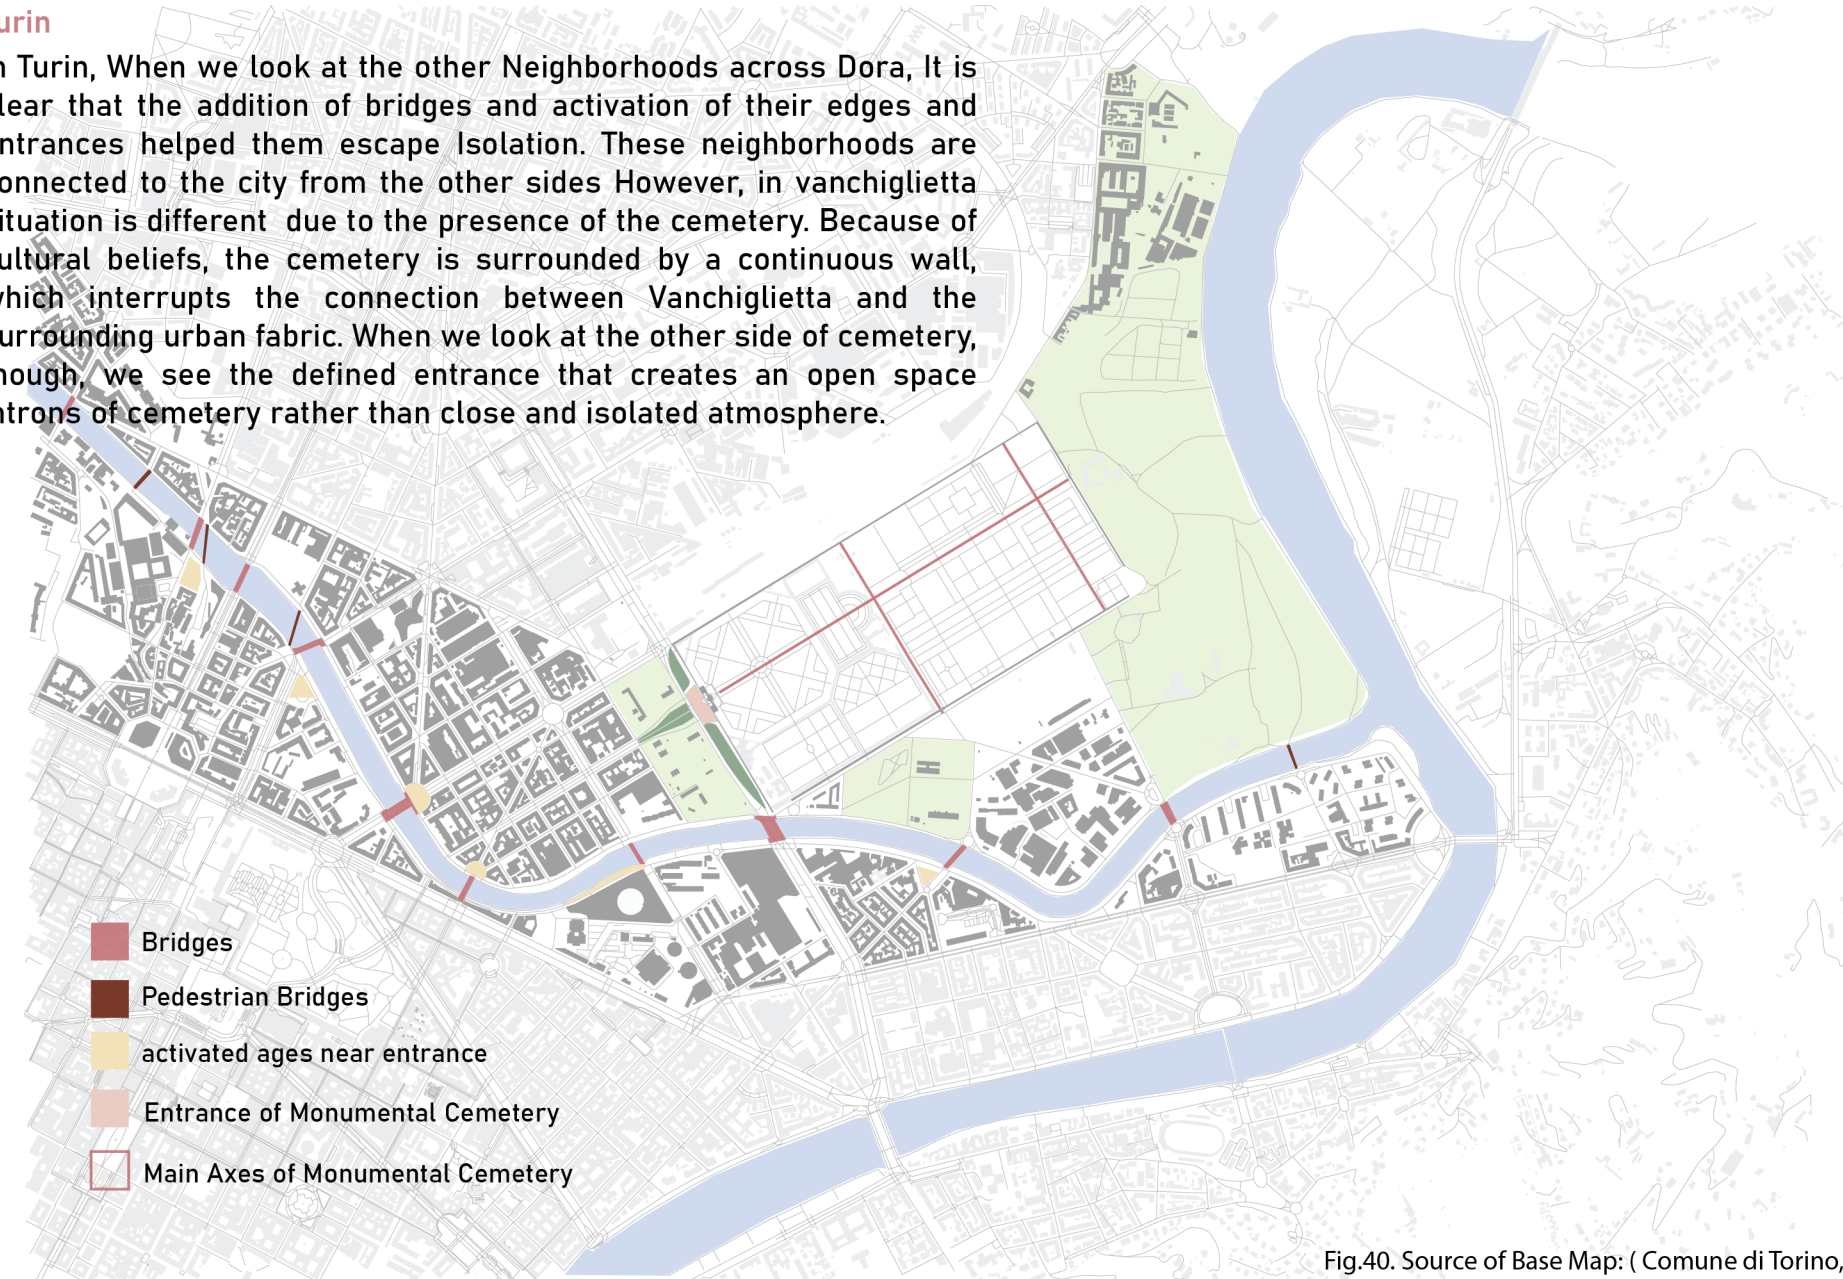 urin
n Turin, When we look at the other Neighborhoods across Dora, It is
lear that the addition of bridges and activation of their edges and
ntrances helped them escape Isolation. These neighborhoods are
onnected to the city from the other sides However, in vanchiglietta
ituation is different due to the presence of the cemetery. Because of
ultural beliefs, the cemetery is surrounded by a continuous wall,
which interrupts the connection between Vanchiglietta and the
urrounding urban fabric. When we look at the other side of cemetery,
hough, we see the defined entrance that creates an open space
ntrons of cemetery rather than close and isolated atmosphere.
Bridges
Pedestrian Bridges
activated ages near entrance
Entrance of Monumental Cemetery
Main Axes of Monumental Cemetery
Fig.40. Source of Base Map: ( Comune di Torino,